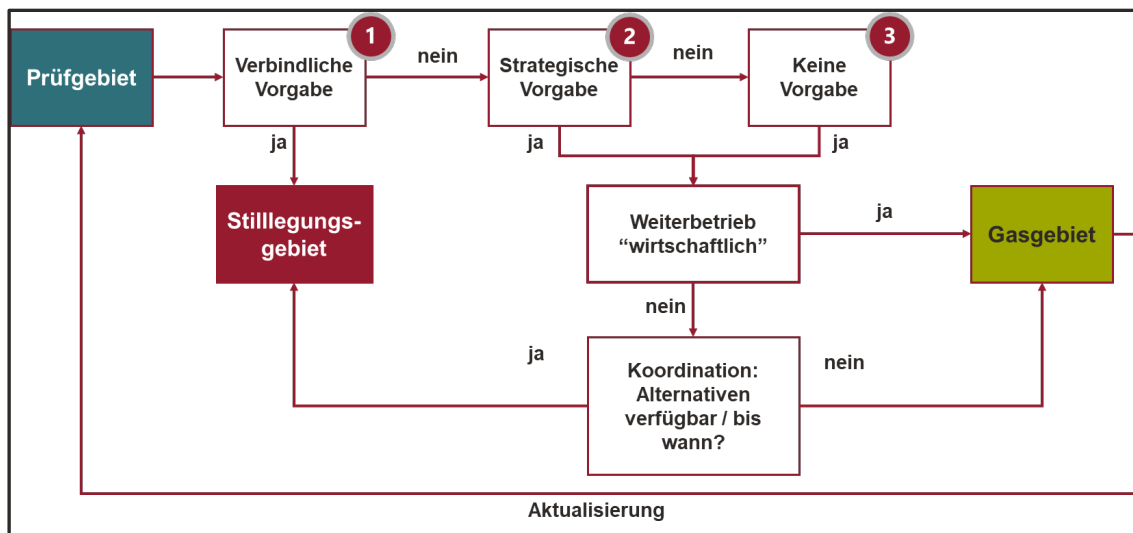 1
2
3
Prüfgebiet
Verbindliche
Vorgabe
nein
Strategische
Vorgabe
nein
Keine
Vorgabe
ja
ja
ja
Stilllegungs-
gebiet
Weiterbetrieb
“wirtschaftlich”
ja
Gasgebiet
nein
ja
Koordination:
Alternativen
verfügbar / bis
wann?
nein
Aktualisierung